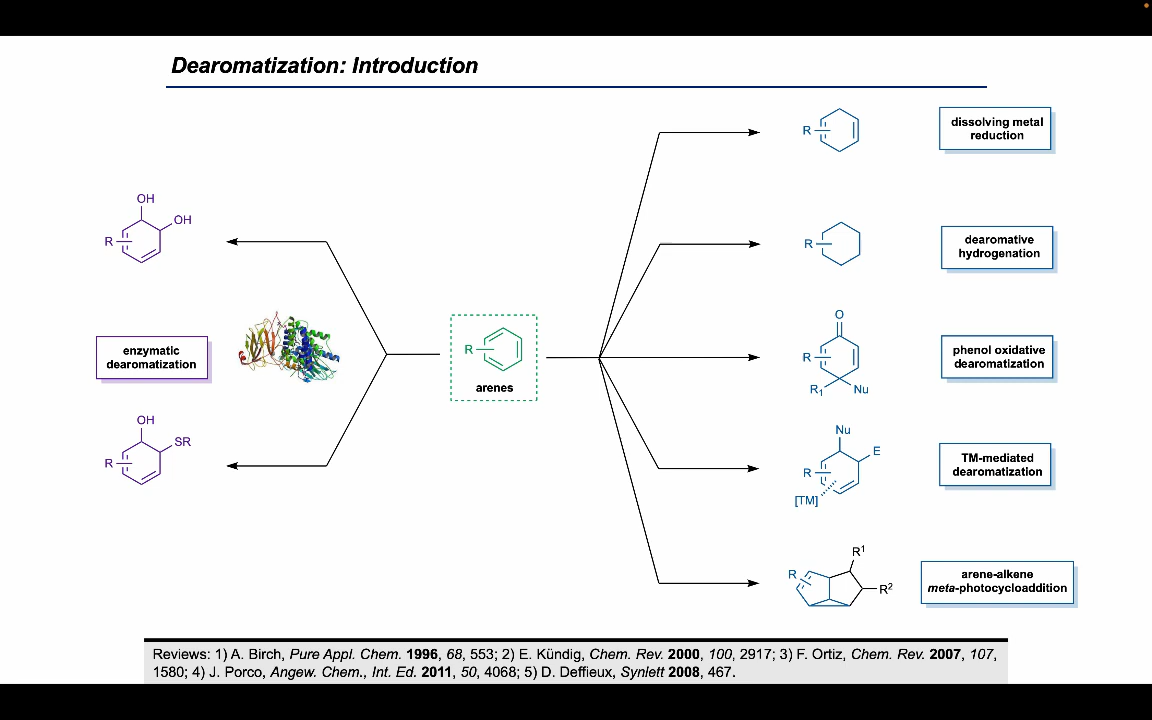 Dearomatization: Introduction
OH
OH
R
enzymatic
dearomatization
OH
SR
R
R
arenes
R
dissolving metal
reduction
R
dearomative
hydrogenation
O
R
R₁
Nu
phenol oxidative
dearomatization
Nu
E
R
[TM]
TM-mediated
dearomatization
R¹
R
R²
arene-alkene
meta-photocycloaddition
Reviews: 1) A. Birch, Pure Appl. Chem. 1996, 68, 553; 2) E. Kündig, Chem. Rev. 2000, 100, 2917; 3) F. Ortiz, Chem. Rev. 2007, 107,
1580; 4) J. Porco, Angew. Chem., Int. Ed. 2011, 50, 4068; 5) D. Deffieux, Synlett 2008, 467.